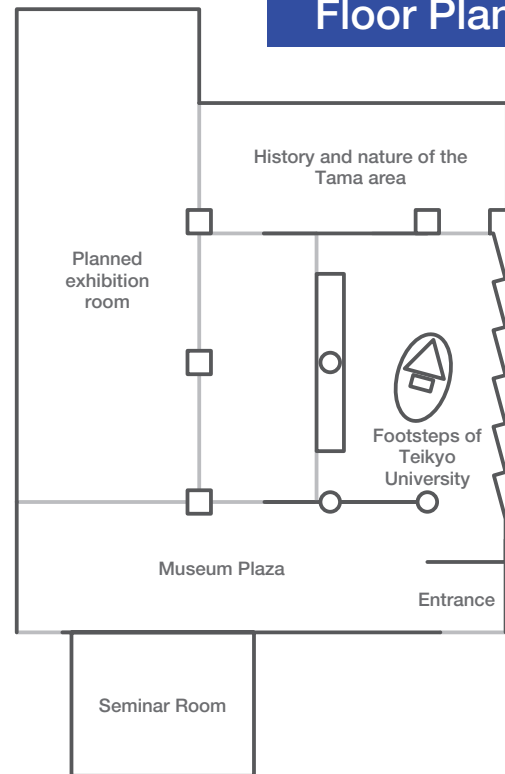 Floor Plan
History and nature of the
Tama area
Planned
exhibition
room
Footsteps of
Teikyo
University
Museum Plaza
Entrance
Seminar Room